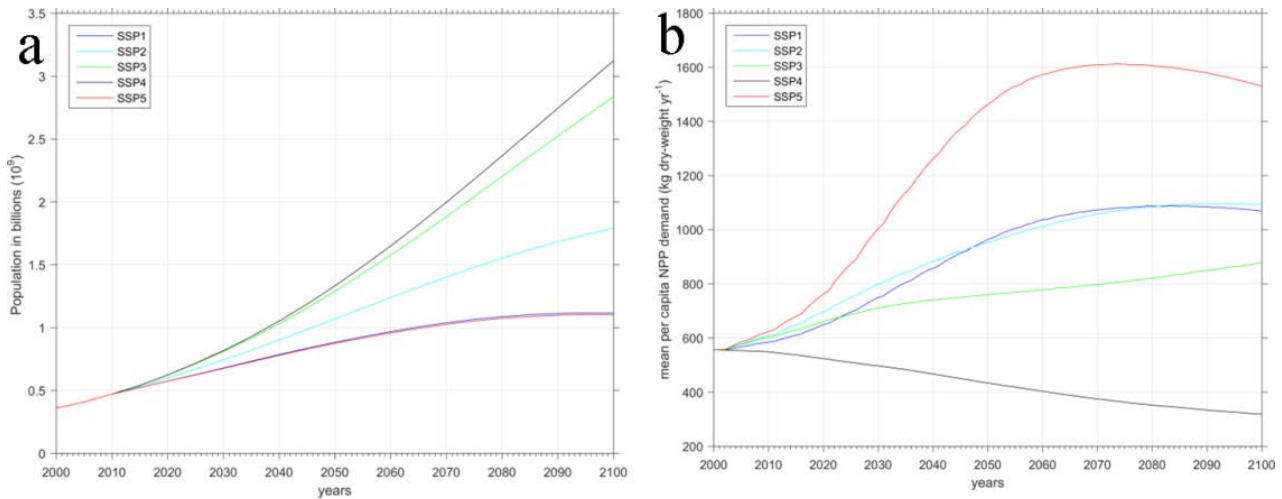 a
SSP1
SSP2
SSP3
SSP4
SSP5
Population in billions (10^9)
3.5
3
2.5
2
1.5
1
0.5
0
2000 2010 2020 2030 2040 2050 2060 2070 2080 2090 2100
years
b
SSP1
SSP2
SSP3
SSP4
SSP5
mean per capita NPP demand (kg dry-weight yr^-1)
1800
1600
1400
1200
1000
800
600
400
200
2000 2010 2020 2030 2040 2050 2060 2070 2080 2090 2100
years